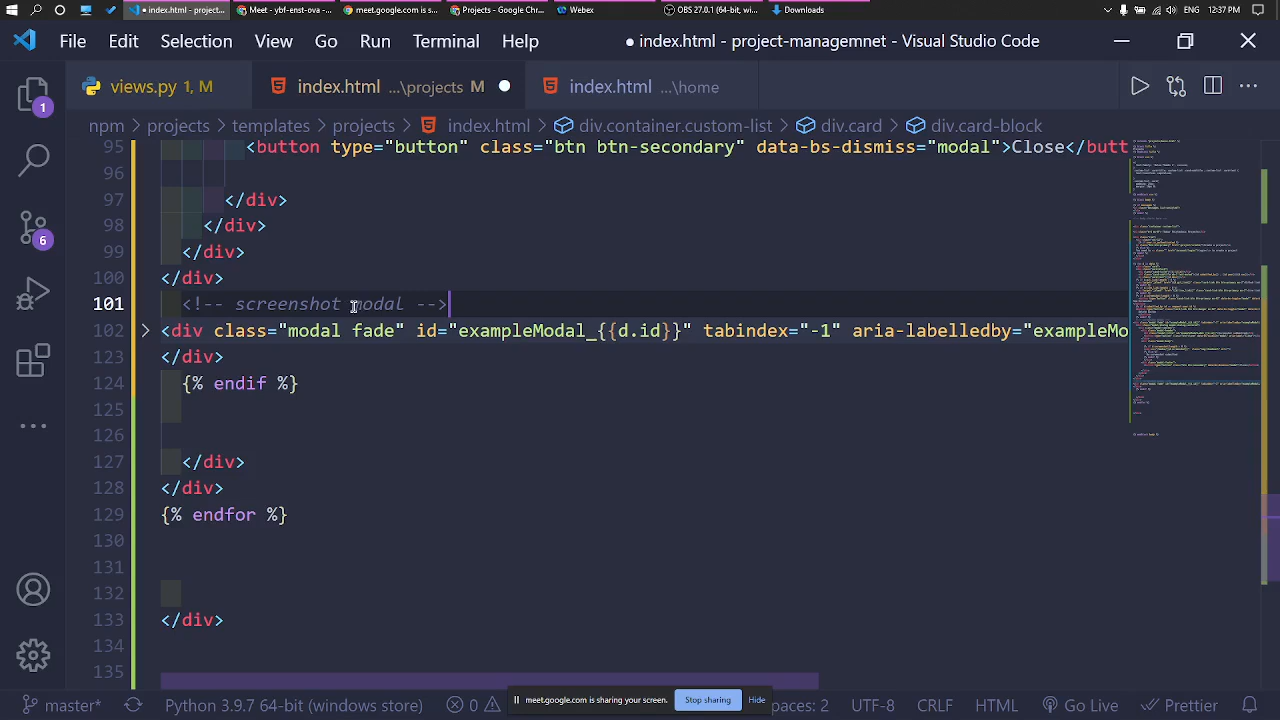 index.html - projec...
Meet - ybf-enst-ova -
meet.google.com is s...
Projects - Google Chr...
Webex
OBS 27.0.1 (64-bit, w...
Downloads
ENG
12:37 PM
File Edit Selection View Go Run Terminal Help
● index.html - project-managemnet - Visual Studio Code
views.py 1, M
index.html ...\projects M
index.html ...\home
npm > projects > templates > projects > index.html > div.container.custom-list > div.card > div.card-block
95 <button type="button" class="btn btn-secondary" data-bs-dismiss="modal">Close</butt
96
97 </div>
98 </div>
99 </div>
100 </div>
101 <!-- screenshot modal -->
102 <div class="modal fade" id="exampleModal_{{d.id}}" tabindex="-1" aria-labelledby="exampleMo
123 </div>
124 {% endif %}
125
126
127 </div>
128 </div>
129 {% endfor %}
130
131
132
133 </div>
134
135
1
6
master* Python 3.9.7 64-bit (windows store) 0
meet.google.com is sharing your screen. Stop sharing Hide
paces: 2 UTF-8 CRLF HTML Go Live Prettier